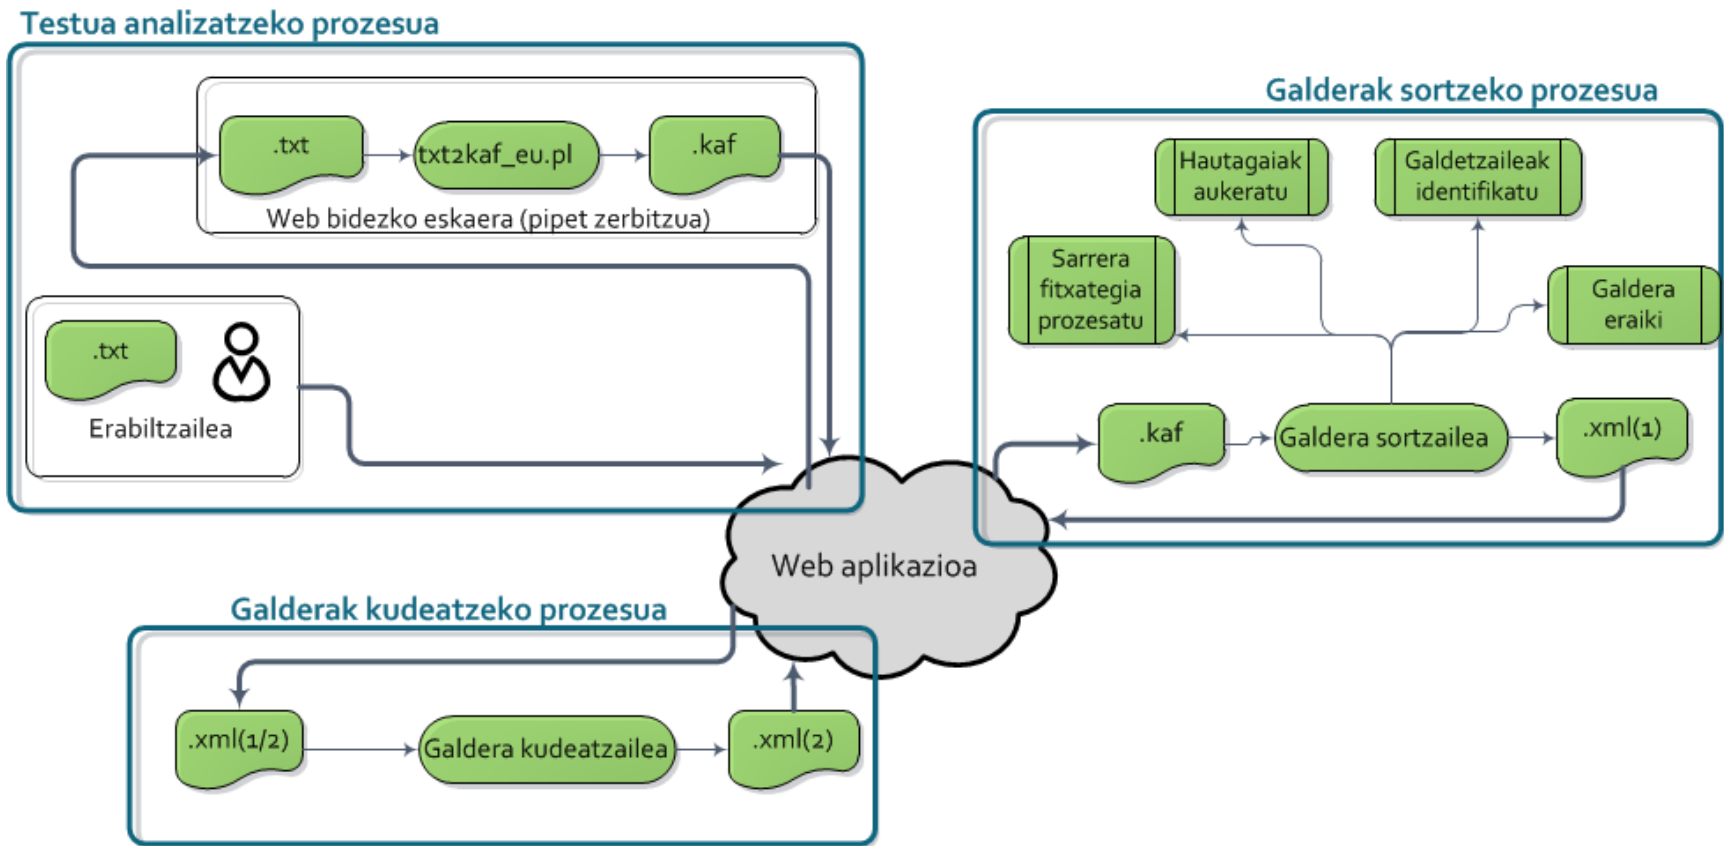 Testua analizatzeko prozesua
.txt
txt2kaf_eu.pl
.kaf
Web bidezko eskaera (pipet zerbitzua)
.txt
Erabiltzailea
Galderak sortzeko prozesua
Hautagaiak
aukeratu
Galdetzaileak
identifikatu
Sarrera
fitxategia
prozesatu
Galdera
eraiki
.kaf
Galdera sortzailea
.xml(1)
Web aplikazioa
Galderak kudeatzeko prozesua
.xml(1/2)
Galdera kudeatzailea
.xml(2)